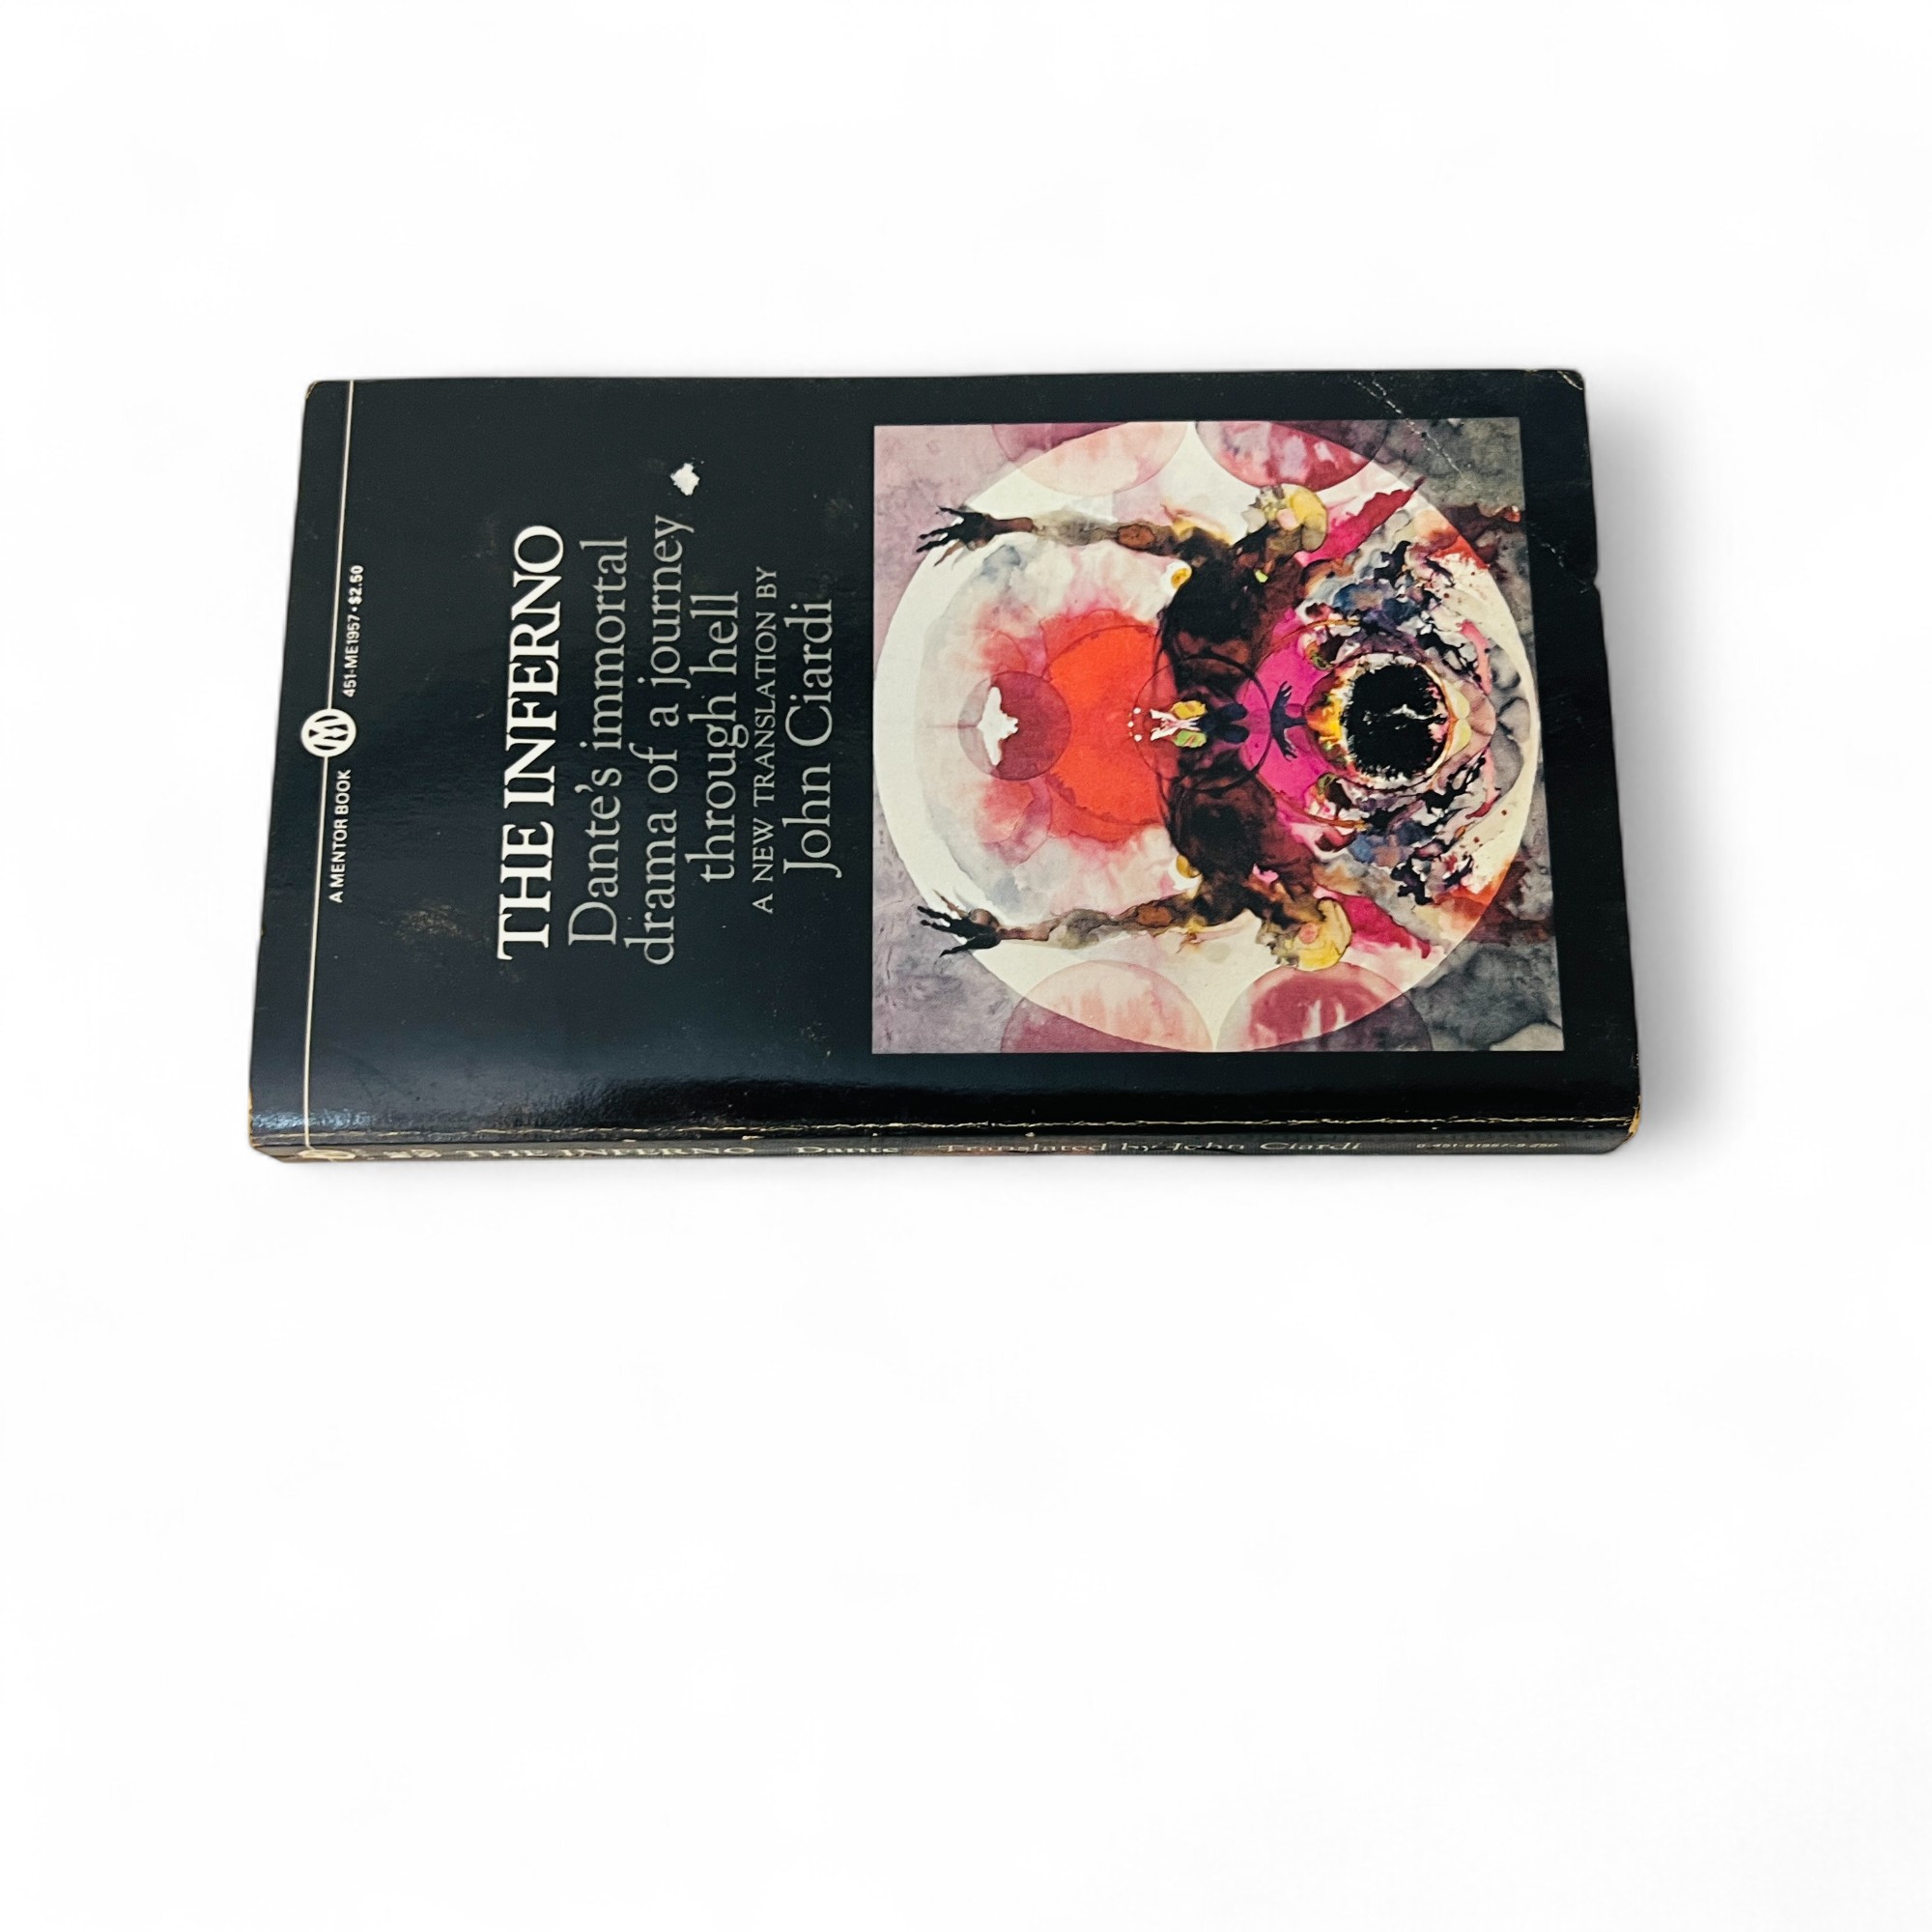 A MENTOR BOOK M 451-ME1957 • $2.50
THE INFERNO
Dante's immortal
drama of a journey
through hell
A NEW TRANSLATION BY
John Ciardi
THE INFERNO Dante Translated by John Ciardi